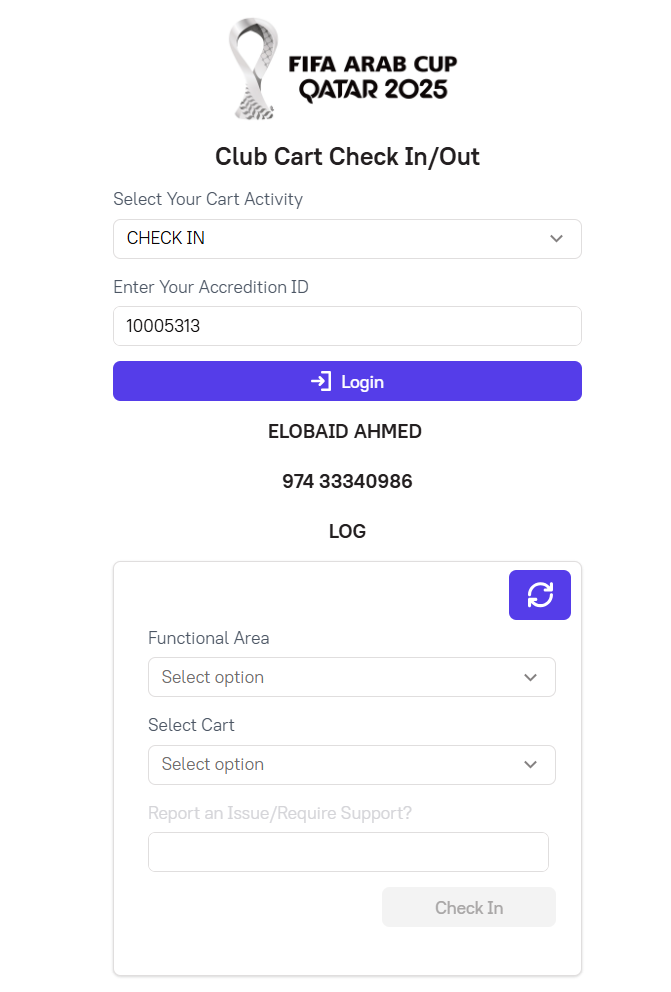 FIFA ARAB CUP
QATAR 2025
Club Cart Check In/Out
Select Your Cart Activity
CHECK IN
Enter Your Accredition ID
10005313
Login
ELOBAID AHMED
974 33340986
LOG
Functional Area
Select option
Select Cart
Select option
Report an Issue/Require Support?
Check In